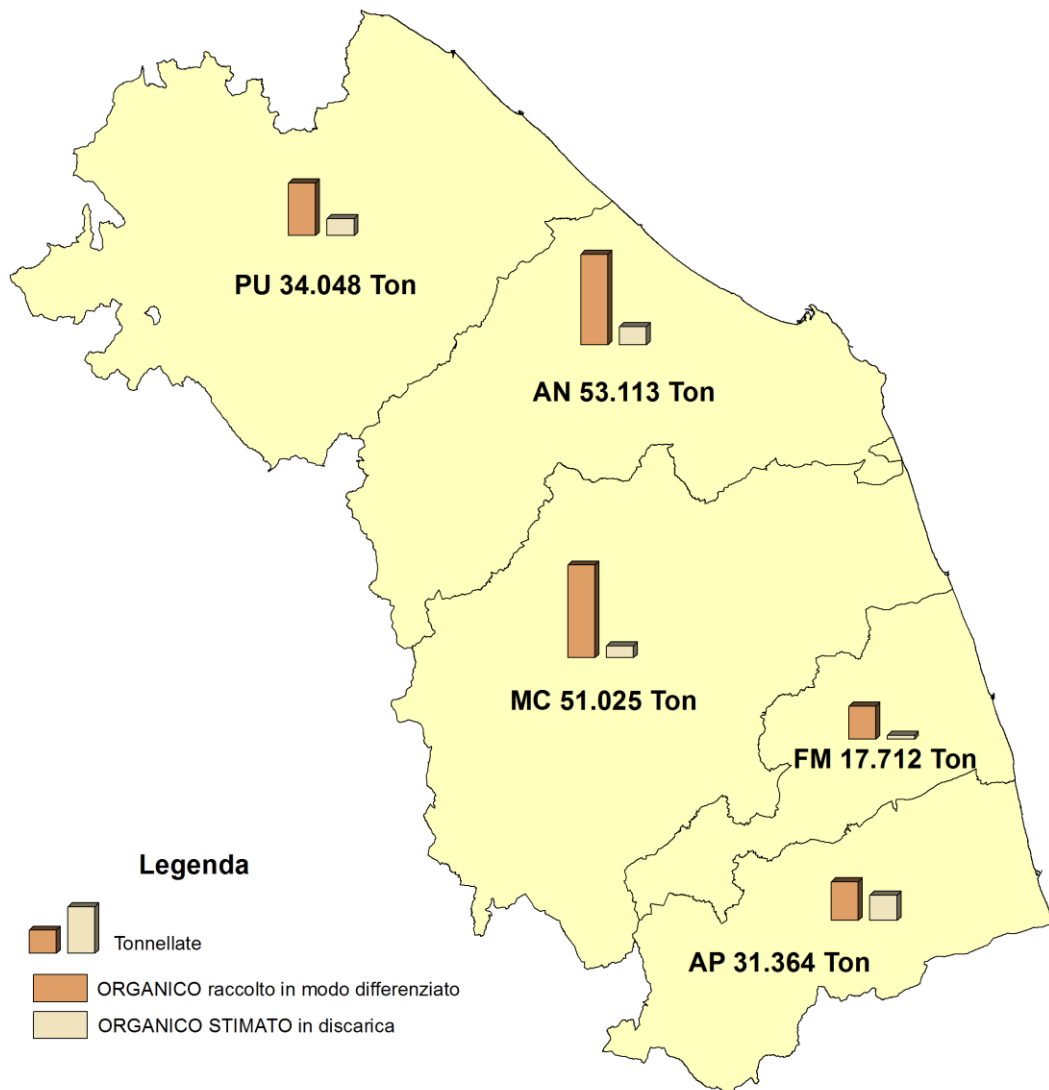 PU 34.048 Ton
AN 53.113 Ton
MC 51.025 Ton
FM 17.712 Ton
AP 31.364 Ton
Legenda
Tonnellate
ORGANICO raccolto in modo differenziato
ORGANICO STIMATO in discarica